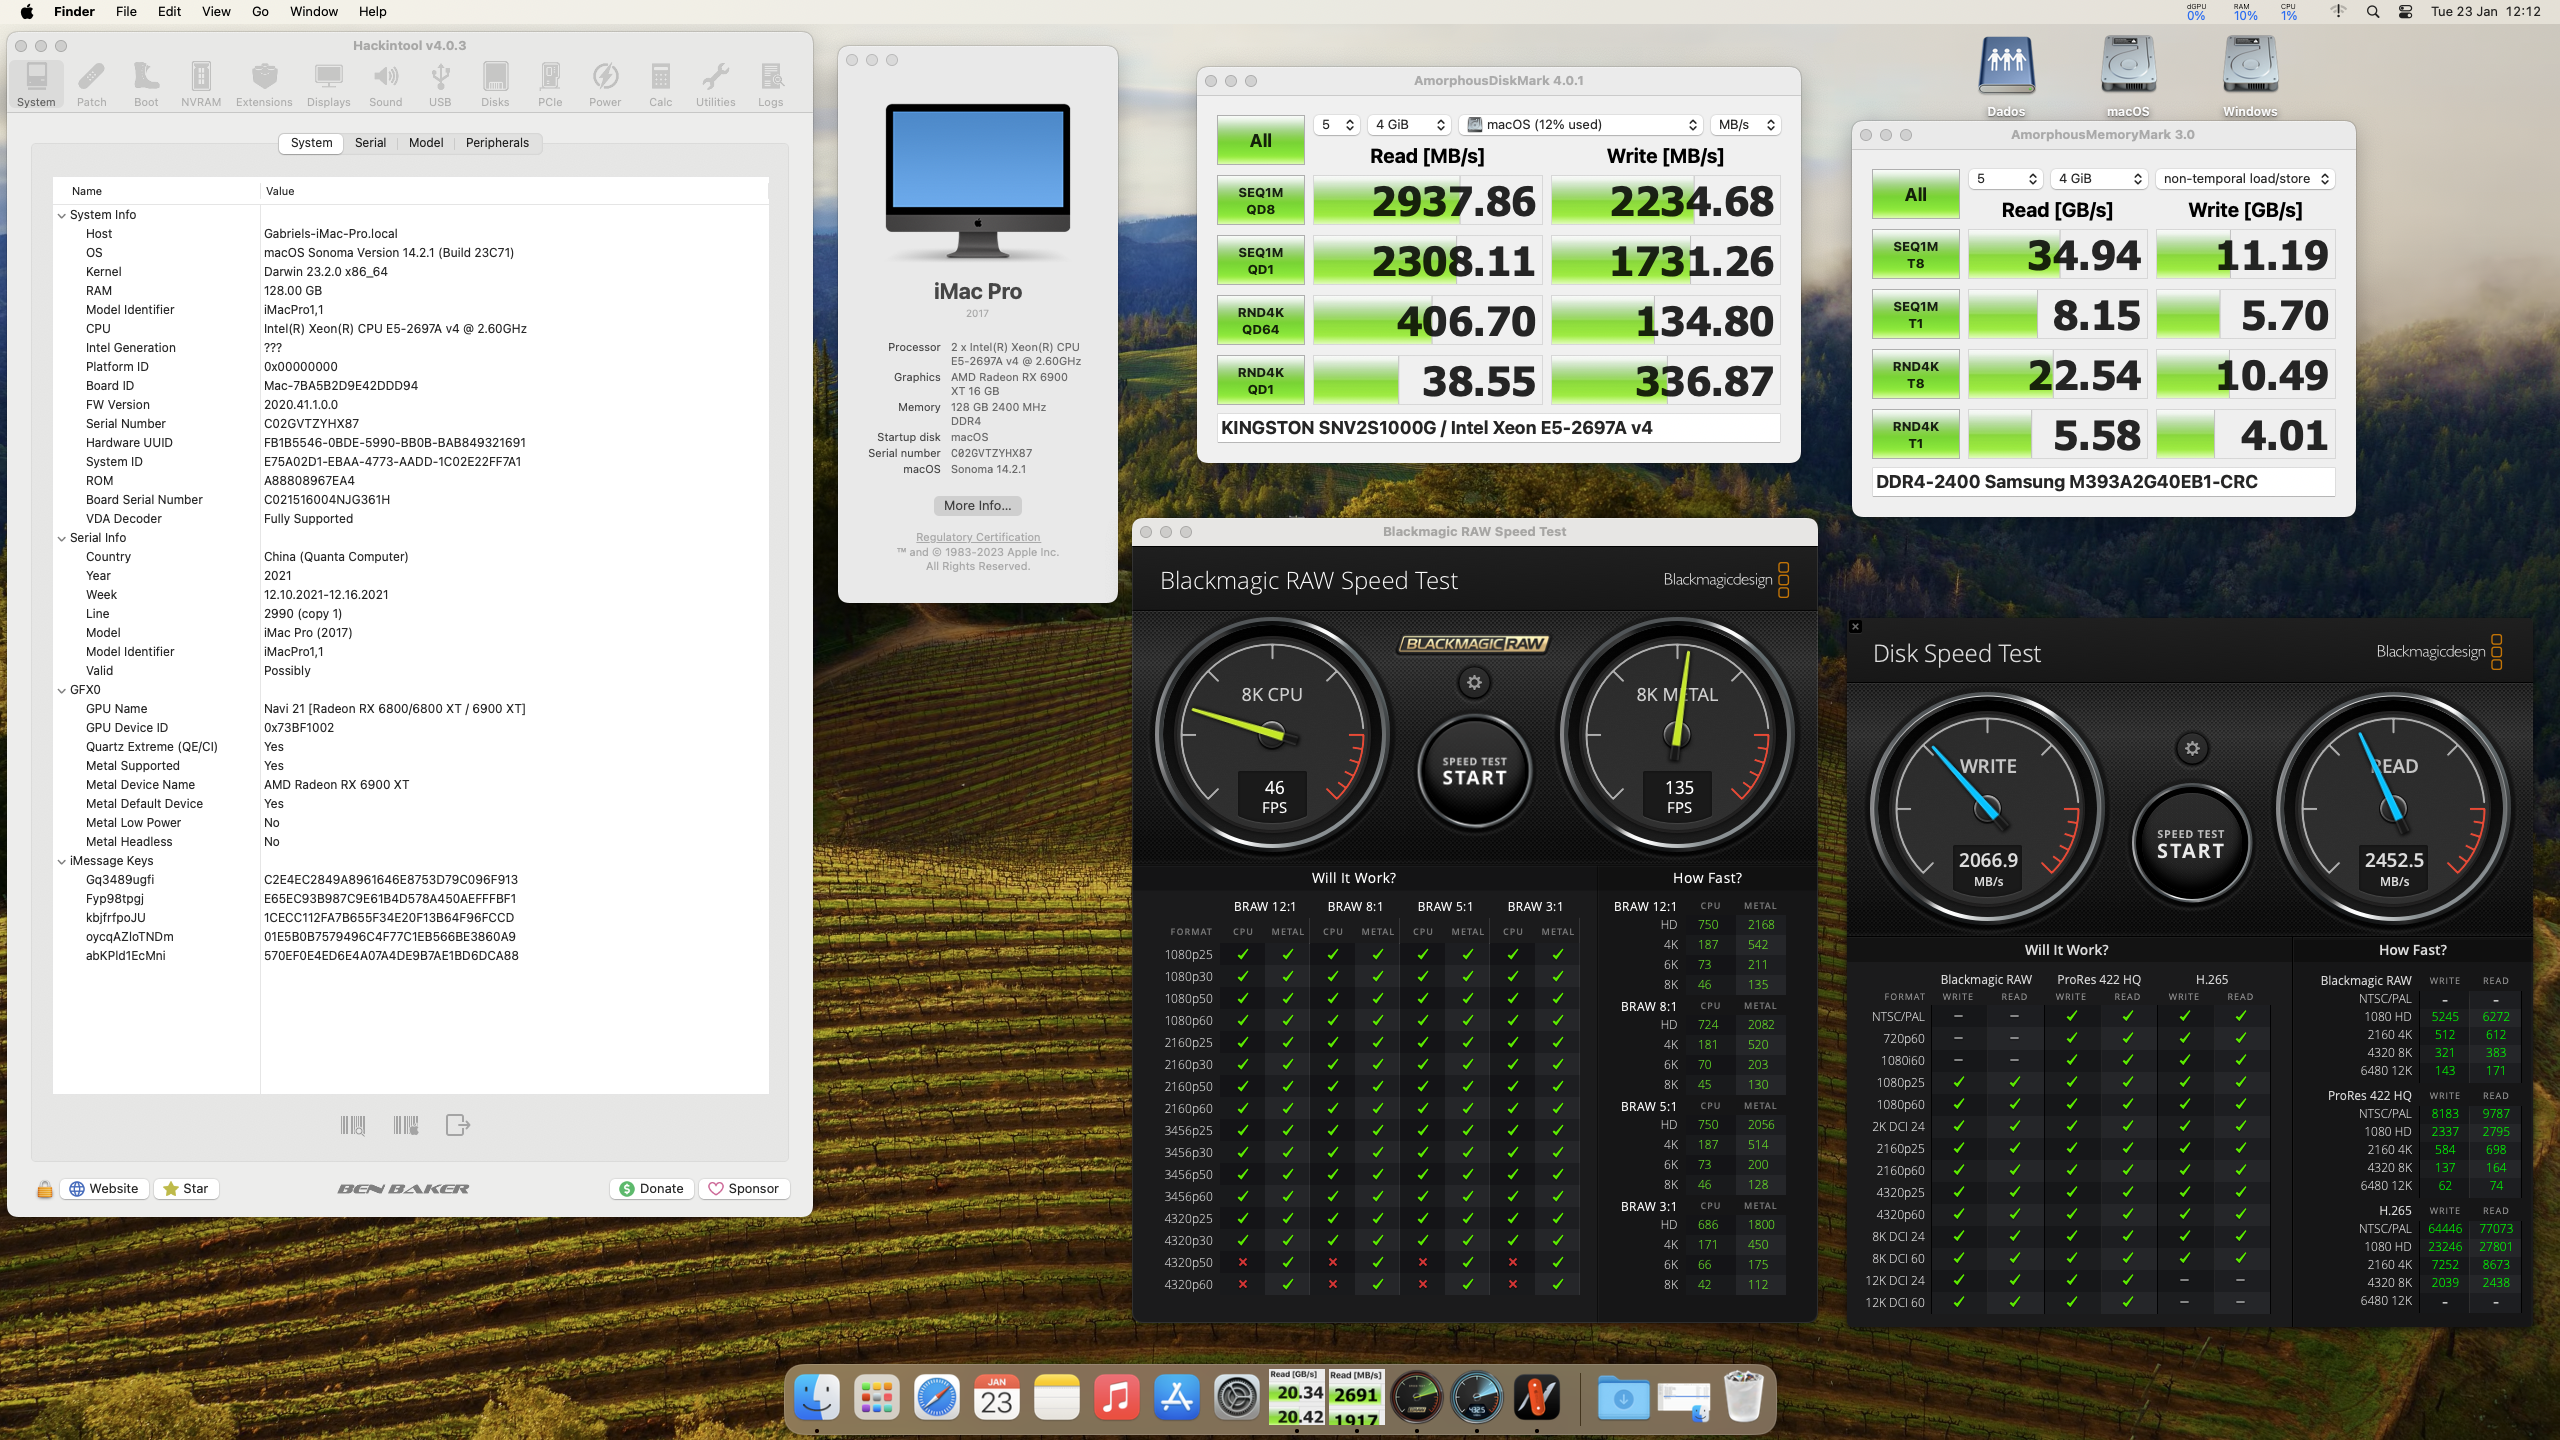 Finder File Edit View Go Window Help
dGPU 0% RAM 10% CPU 1% Tue 23 Jan 12:12
Hackintool v4.0.3
System Patch Boot NVRAM Extensions Displays Sound USB Disks PCIe Power Calc Utilities Logs
System Serial Model Peripherals
Name Value
System Info
Host Gabriels-iMac-Pro.local
OS macOS Sonoma Version 14.2.1 (Build 23C71)
Kernel Darwin 23.2.0 x86_64
RAM 128.00 GB
Model Identifier iMacPro1,1
CPU Intel(R) Xeon(R) CPU E5-2697A v4 @ 2.60GHz
Intel Generation ???
Platform ID 0x00000000
Board ID Mac-7BA5B2D9E42DDD94
FW Version 2020.41.1.0.0
Serial Number C02GVTZYHX87
Hardware UUID FB1B5546-0BDE-5990-BB0B-BAB849321691
System ID E75A02D1-EBAA-4773-AADD-1C02E22FF7A1
ROM A88808967EA4
Board Serial Number C021516004NJG361H
VDA Decoder Fully Supported
Serial Info
Country China (Quanta Computer)
Year 2021
Week 12.10.2021-12.16.2021
Line 2990 (copy 1)
Model iMac Pro (2017)
Model Identifier iMacPro1,1
Valid Possibly
GFX0
GPU Name Navi 21 [Radeon RX 6800/6800 XT / 6900 XT]
GPU Device ID 0x73BF1002
Quartz Extreme (QE/CI) Yes
Metal Supported Yes
Metal Device Name AMD Radeon RX 6900 XT
Metal Default Device Yes
Metal Low Power No
Metal Headless No
iMessage Keys
Gq3489ugfi C2E4EC2849A8961646E8753D79C096F913
Fyp98tpgj E65EC93B987C9E61B4D578A450AEFFFBF1
kbjfrfpoJU 1CECC112FA7B655F34E20F13B64F96FCCD
oycqAZloTNDm 01E5B0B7579496C4F77C1EB566BE3860A9
abKPld1EcMni 570EF0E4ED6E4A07A4DE9B7AE1BD6DCA88
Website Star BEN BAKER Donate Sponsor
iMac Pro
2017
Processor 2 x Intel(R) Xeon(R) CPU
E5-2697A v4 @ 2.60GHz
Graphics AMD Radeon RX 6900
XT 16 GB
Memory 128 GB 2400 MHz
DDR4
Startup disk macOS
Serial number C02GVTZYHX87
macOS Sonoma 14.2.1
More Info...
Regulatory Certification
™ and © 1983-2023 Apple Inc.
All Rights Reserved.
AmorphousDiskMark 4.0.1
All 5 4 GiB macOS (12% used) MB/s
Read [MB/s] Write [MB/s]
SEQ1M QD8 2937.86 2234.68
SEQ1M QD1 2308.11 1731.26
RND4K QD64 406.70 134.80
RND4K QD1 38.55 336.87
KINGSTON SNV2S1000G / Intel Xeon E5-2697A v4
Dados macOS Windows
AmorphousMemoryMark 3.0
All 5 4 GiB non-temporal load/store
Read [GB/s] Write [GB/s]
SEQ1M T8 34.94 11.19
SEQ1M T1 8.15 5.70
RND4K T8 22.54 10.49
RND4K T1 5.58 4.01
DDR4-2400 Samsung M393A2G40EB1-CRC
Blackmagic RAW Speed Test
Blackmagic RAW Speed Test Blackmagicdesign
8K CPU BLACKMAGIC RAW 8K METAL
SPEED TEST
START
46 FPS 135 FPS
Will It Work? How Fast?
BRAW 12:1 BRAW 8:1 BRAW 5:1 BRAW 3:1
FORMAT CPU METAL CPU METAL CPU METAL CPU METAL
1080p25 ✓ ✓ ✓ ✓ ✓ ✓ ✓ ✓
1080p30 ✓ ✓ ✓ ✓ ✓ ✓ ✓ ✓
1080p50 ✓ ✓ ✓ ✓ ✓ ✓ ✓ ✓
1080p60 ✓ ✓ ✓ ✓ ✓ ✓ ✓ ✓
2160p25 ✓ ✓ ✓ ✓ ✓ ✓ ✓ ✓
2160p30 ✓ ✓ ✓ ✓ ✓ ✓ ✓ ✓
2160p50 ✓ ✓ ✓ ✓ ✓ ✓ ✓ ✓
2160p60 ✓ ✓ ✓ ✓ ✓ ✓ ✓ ✓
3456p25 ✓ ✓ ✓ ✓ ✓ ✓ ✓ ✓
3456p30 ✓ ✓ ✓ ✓ ✓ ✓ ✓ ✓
3456p50 ✓ ✓ ✓ ✓ ✓ ✓ ✓ ✓
3456p60 ✓ ✓ ✓ ✓ ✓ ✓ ✓ ✓
4320p25 ✓ ✓ ✓ ✓ ✓ ✓ ✓ ✓
4320p30 ✓ ✓ ✓ ✓ ✓ ✓ ✓ ✓
4320p50 × ✓ × ✓ × ✓ × ✓
4320p60 × ✓ × ✓ × ✓ × ✓
BRAW 12:1 CPU METAL
HD 750 2168
4K 187 542
6K 73 211
8K 46 135
BRAW 8:1 CPU METAL
HD 724 2082
4K 181 520
6K 70 203
8K 45 130
BRAW 5:1 CPU METAL
HD 750 2056
4K 187 514
6K 73 200
8K 46 128
BRAW 3:1 CPU METAL
HD 686 1800
4K 171 450
6K 66 175
8K 42 112
Disk Speed Test Blackmagicdesign
WRITE READ
SPEED TEST
START
2066.9 MB/s 2452.5 MB/s
Will It Work? How Fast?
Blackmagic RAW ProRes 422 HQ H.265
FORMAT WRITE READ WRITE READ WRITE READ
NTSC/PAL – – ✓ ✓ ✓ ✓
720p60 – – ✓ ✓ ✓ ✓
1080i60 – – ✓ ✓ ✓ ✓
1080p25 ✓ ✓ ✓ ✓ ✓ ✓
1080p60 ✓ ✓ ✓ ✓ ✓ ✓
2K DCI 24 ✓ ✓ ✓ ✓ ✓ ✓
2160p25 ✓ ✓ ✓ ✓ ✓ ✓
2160p60 ✓ ✓ ✓ ✓ ✓ ✓
4320p25 ✓ ✓ ✓ ✓ ✓ ✓
4320p60 ✓ ✓ ✓ ✓ ✓ ✓
8K DCI 24 ✓ ✓ ✓ ✓ ✓ ✓
8K DCI 60 ✓ ✓ ✓ ✓ ✓ ✓
12K DCI 24 ✓ ✓ ✓ ✓ – –
12K DCI 60 ✓ ✓ ✓ ✓ – –
Blackmagic RAW WRITE READ
NTSC/PAL - -
1080 HD 5245 6272
2160 4K 512 612
4320 8K 321 383
6480 12K 143 171
ProRes 422 HQ WRITE READ
NTSC/PAL 8183 9787
1080 HD 2337 2795
2160 4K 584 698
4320 8K 137 164
6480 12K 62 74
H.265 WRITE READ
NTSC/PAL 64446 77073
1080 HD 23246 27801
2160 4K 7252 8673
4320 8K 2039 2438
6480 12K - -
JAN 23
Read [GB/s] 20.34 20.42
Read [MB/s] 2691 1917